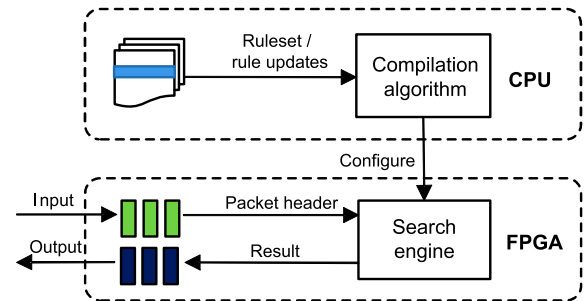 Ruleset /
rule updates
Compilation
algorithm
CPU
Configure
Input
Packet header
Search
engine
FPGA
Output
Result